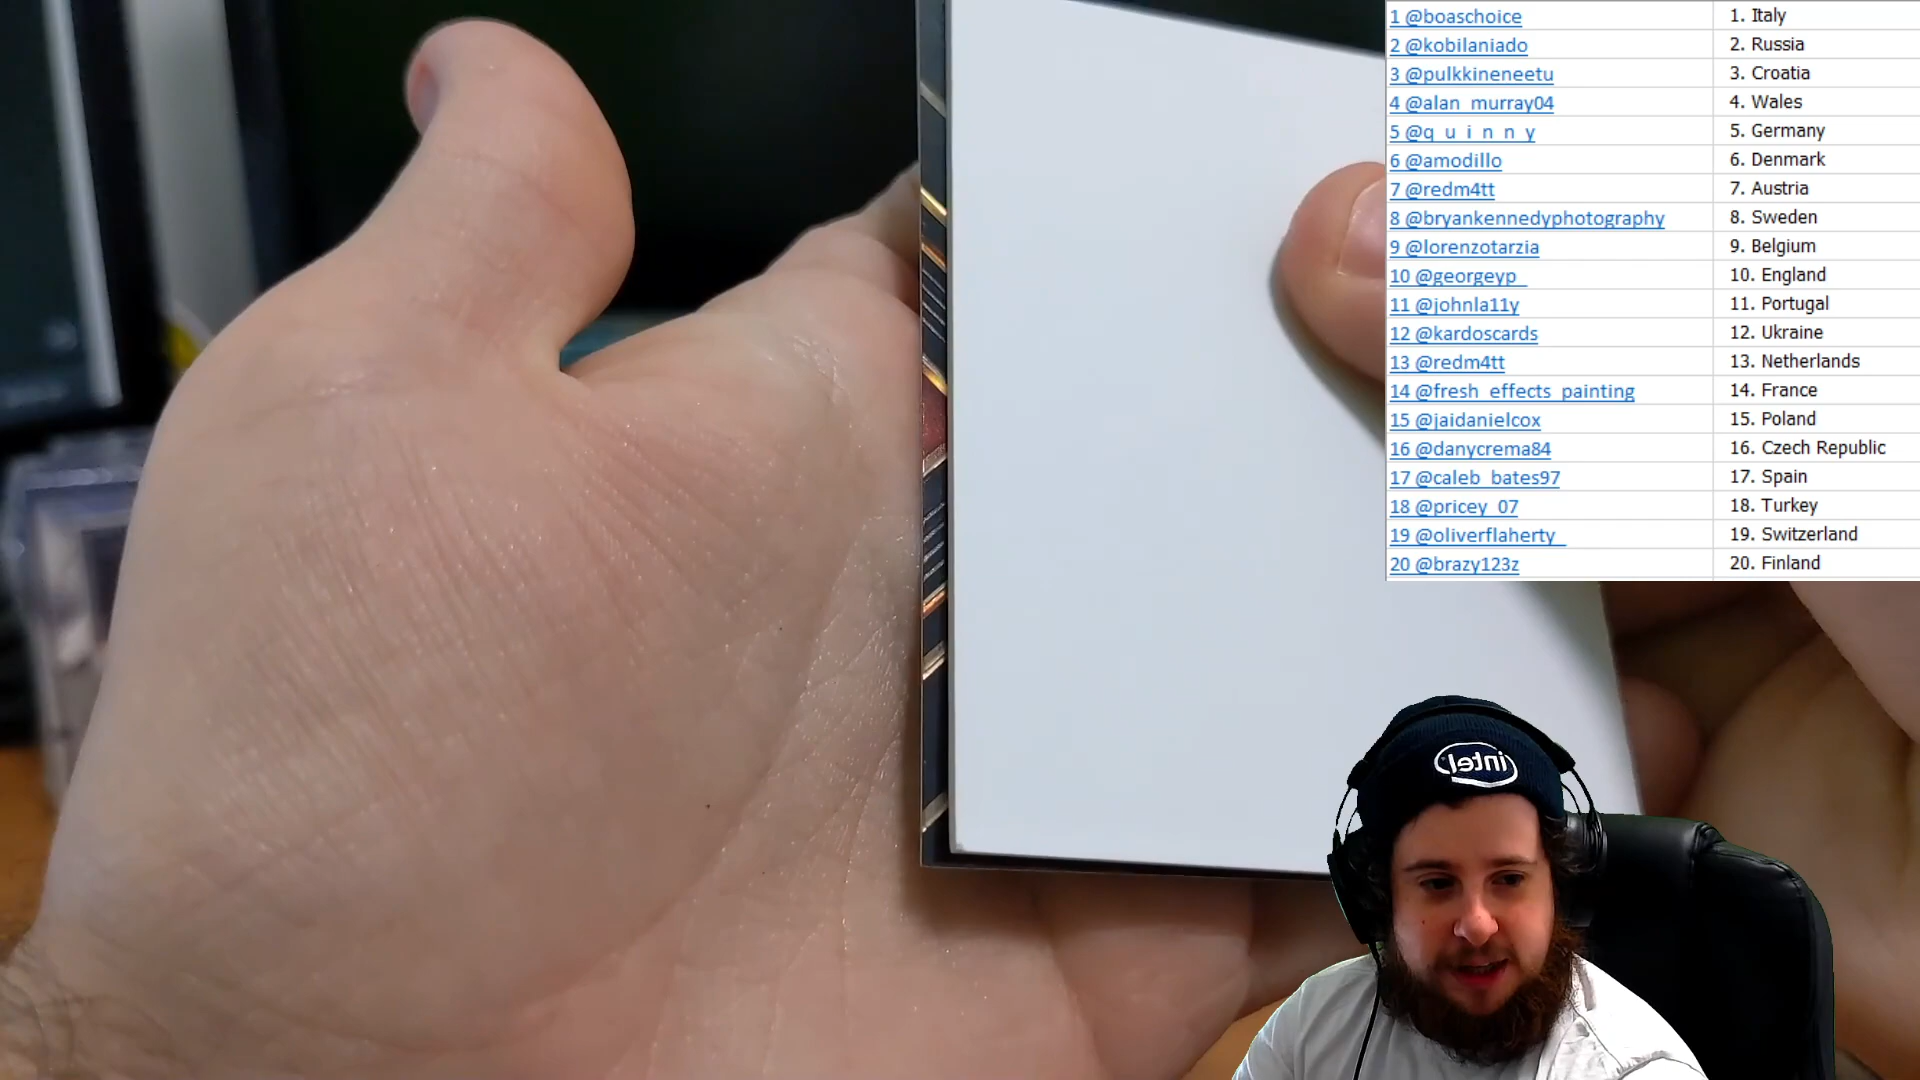 1 @boaschoice 1. Italy
2 @kobilaniado 2. Russia
3 @pulkkineneetu 3. Croatia
4 @alan_murray04 4. Wales
5 @q_u_i_n_n_y 5. Germany
6 @amodillo 6. Denmark
7 @redm4tt 7. Austria
8 @bryankennedyphotography 8. Sweden
9 @lorenzotarzia 9. Belgium
10 @georgeyp_ 10. England
11 @johnla11y 11. Portugal
12 @kardoscards 12. Ukraine
13 @redm4tt 13. Netherlands
14 @fresh_effects_painting 14. France
15 @jaidanielcox 15. Poland
16 @danycrema84 16. Czech Republic
17 @caleb_bates97 17. Spain
18 @pricey_07 18. Turkey
19 @oliverflaherty_ 19. Switzerland
20 @brazy123z 20. Finland
intel